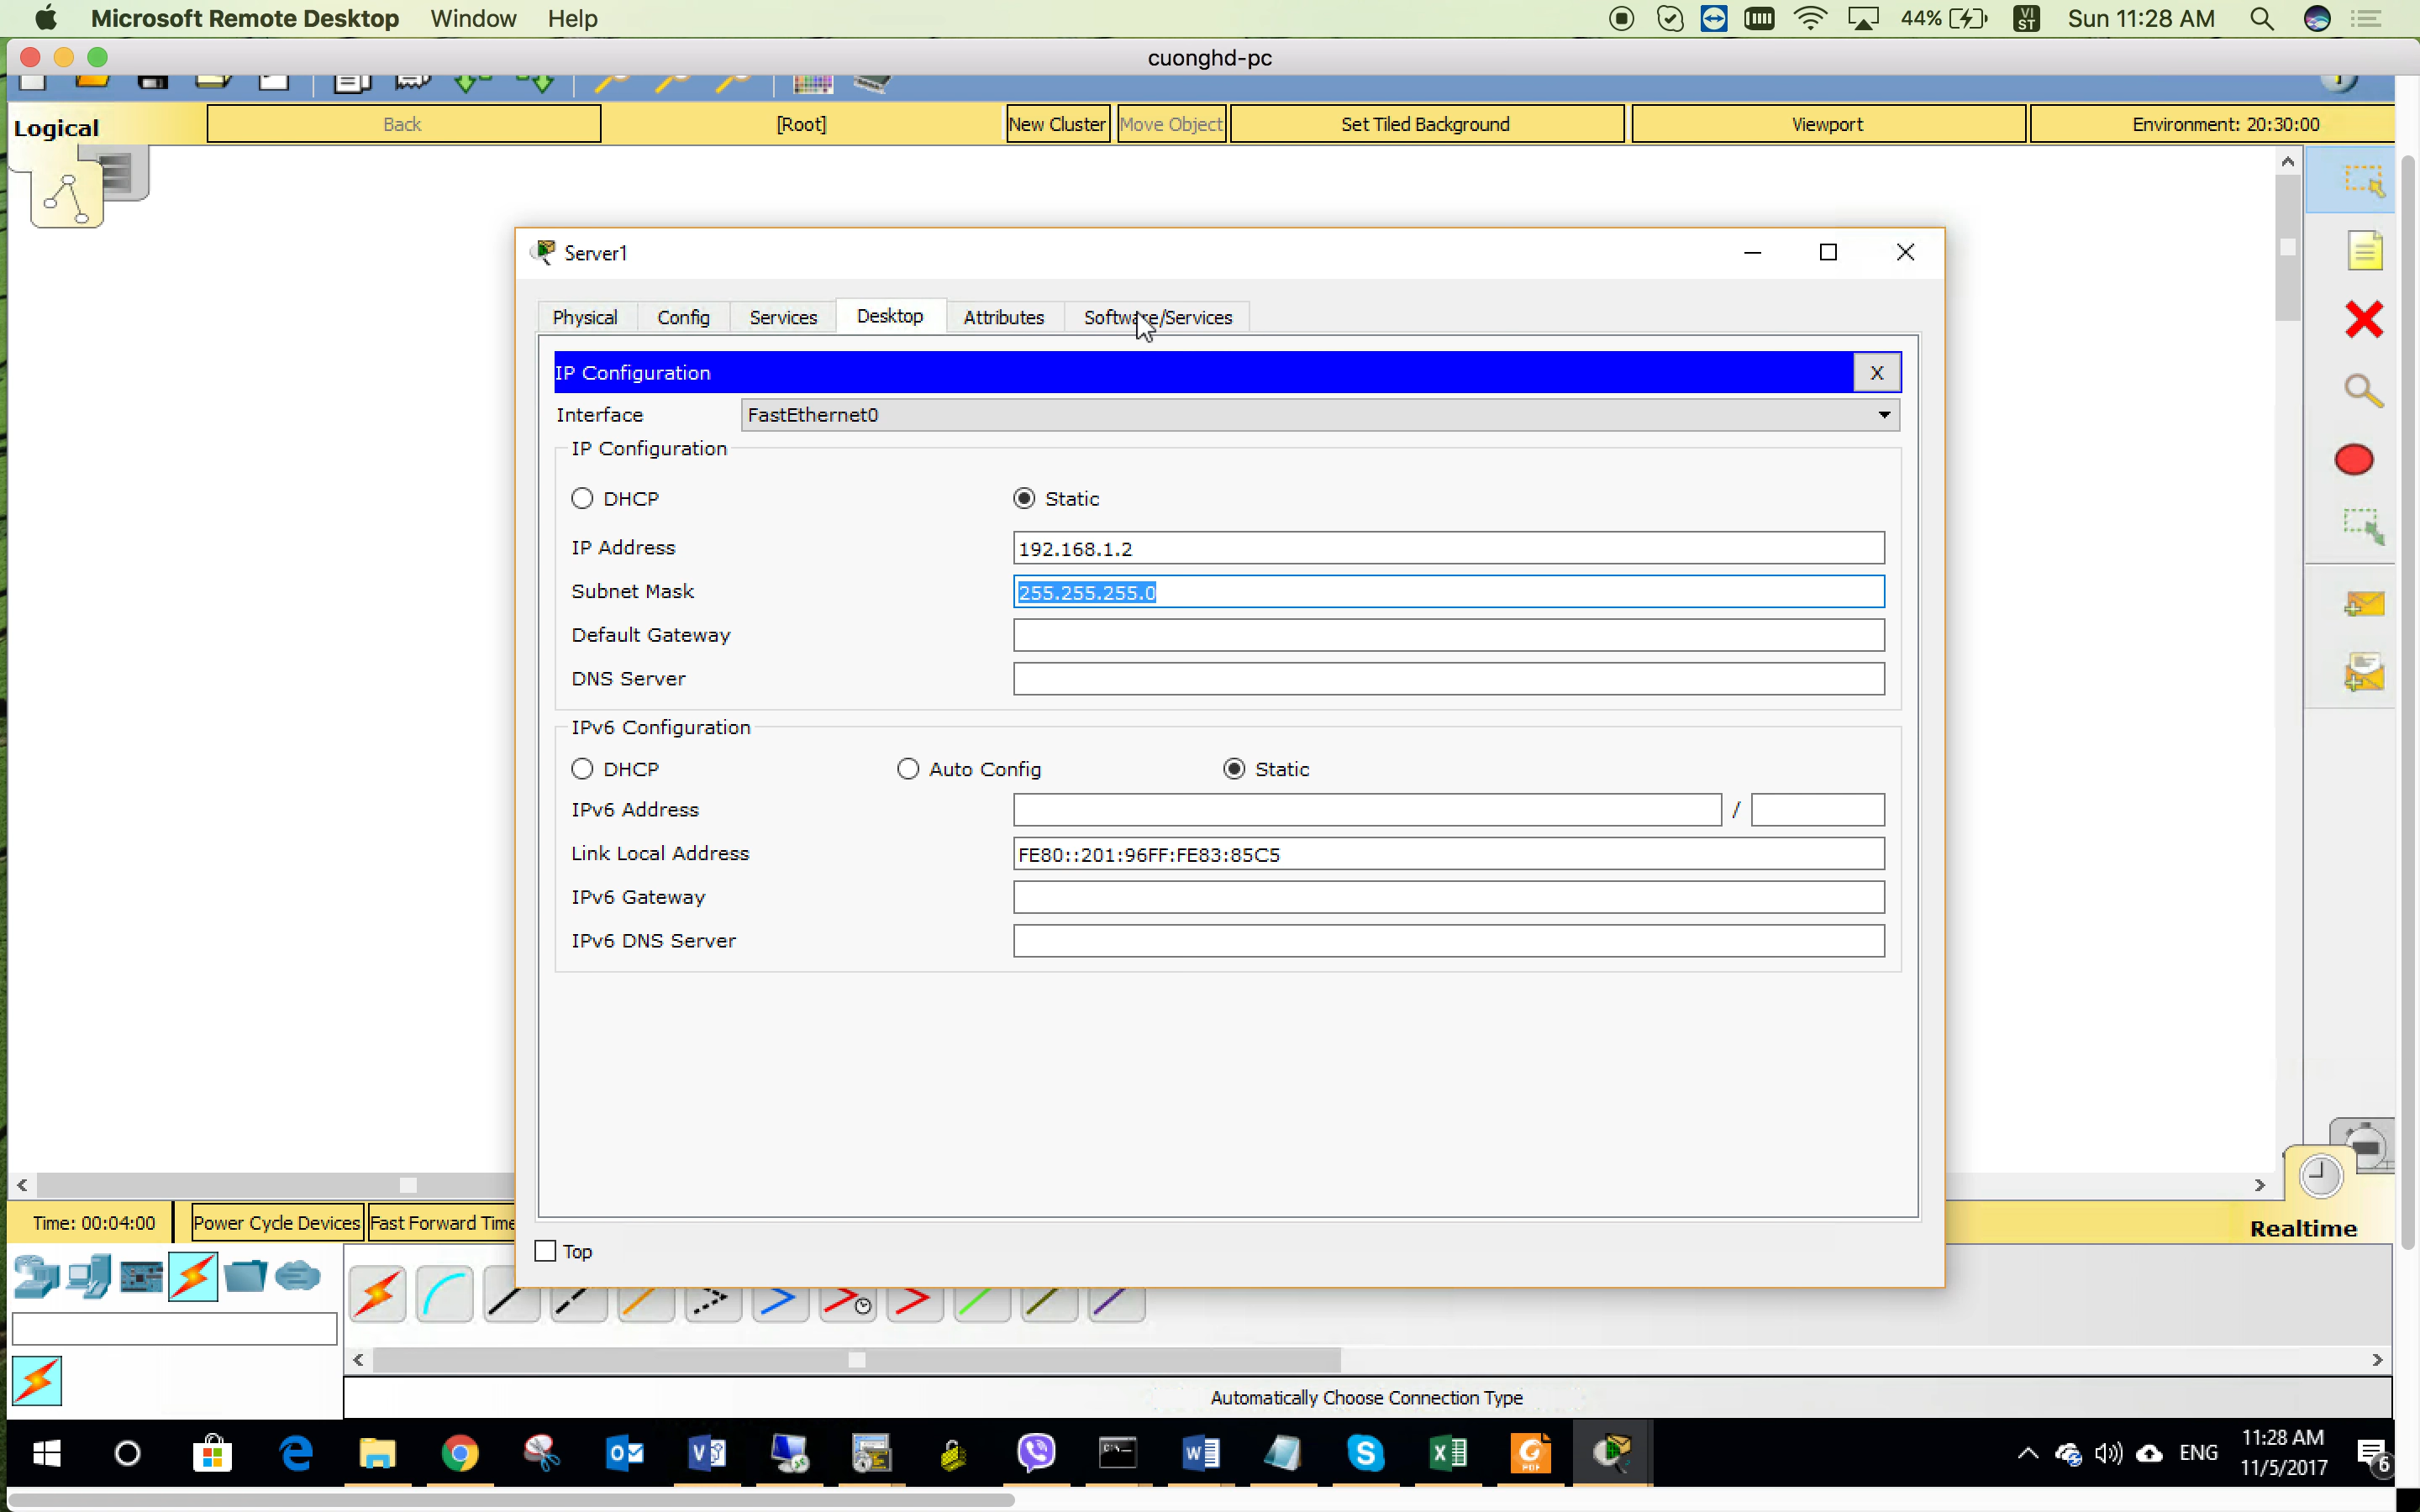 Microsoft Remote Desktop Window Help 44% VI ST Sun 11:28 AM
cuonghd-pc
Logical Back [Root] New Cluster Move Object Set Tiled Background Viewport Environment: 20:30:00
Server1
Physical Config Services Desktop Attributes Software/Services
IP Configuration X
Interface FastEthernet0
IP Configuration
DHCP Static
IP Address 192.168.1.2
Subnet Mask 255.255.255.0
Default Gateway
DNS Server
IPv6 Configuration
DHCP Auto Config Static
IPv6 Address /
Link Local Address FE80::201:96FF:FE83:85C5
IPv6 Gateway
IPv6 DNS Server
Time: 00:04:00 Power Cycle Devices Fast Forward Time Realtime
Top
Automatically Choose Connection Type
ENG 11:28 AM
11/5/2017 6